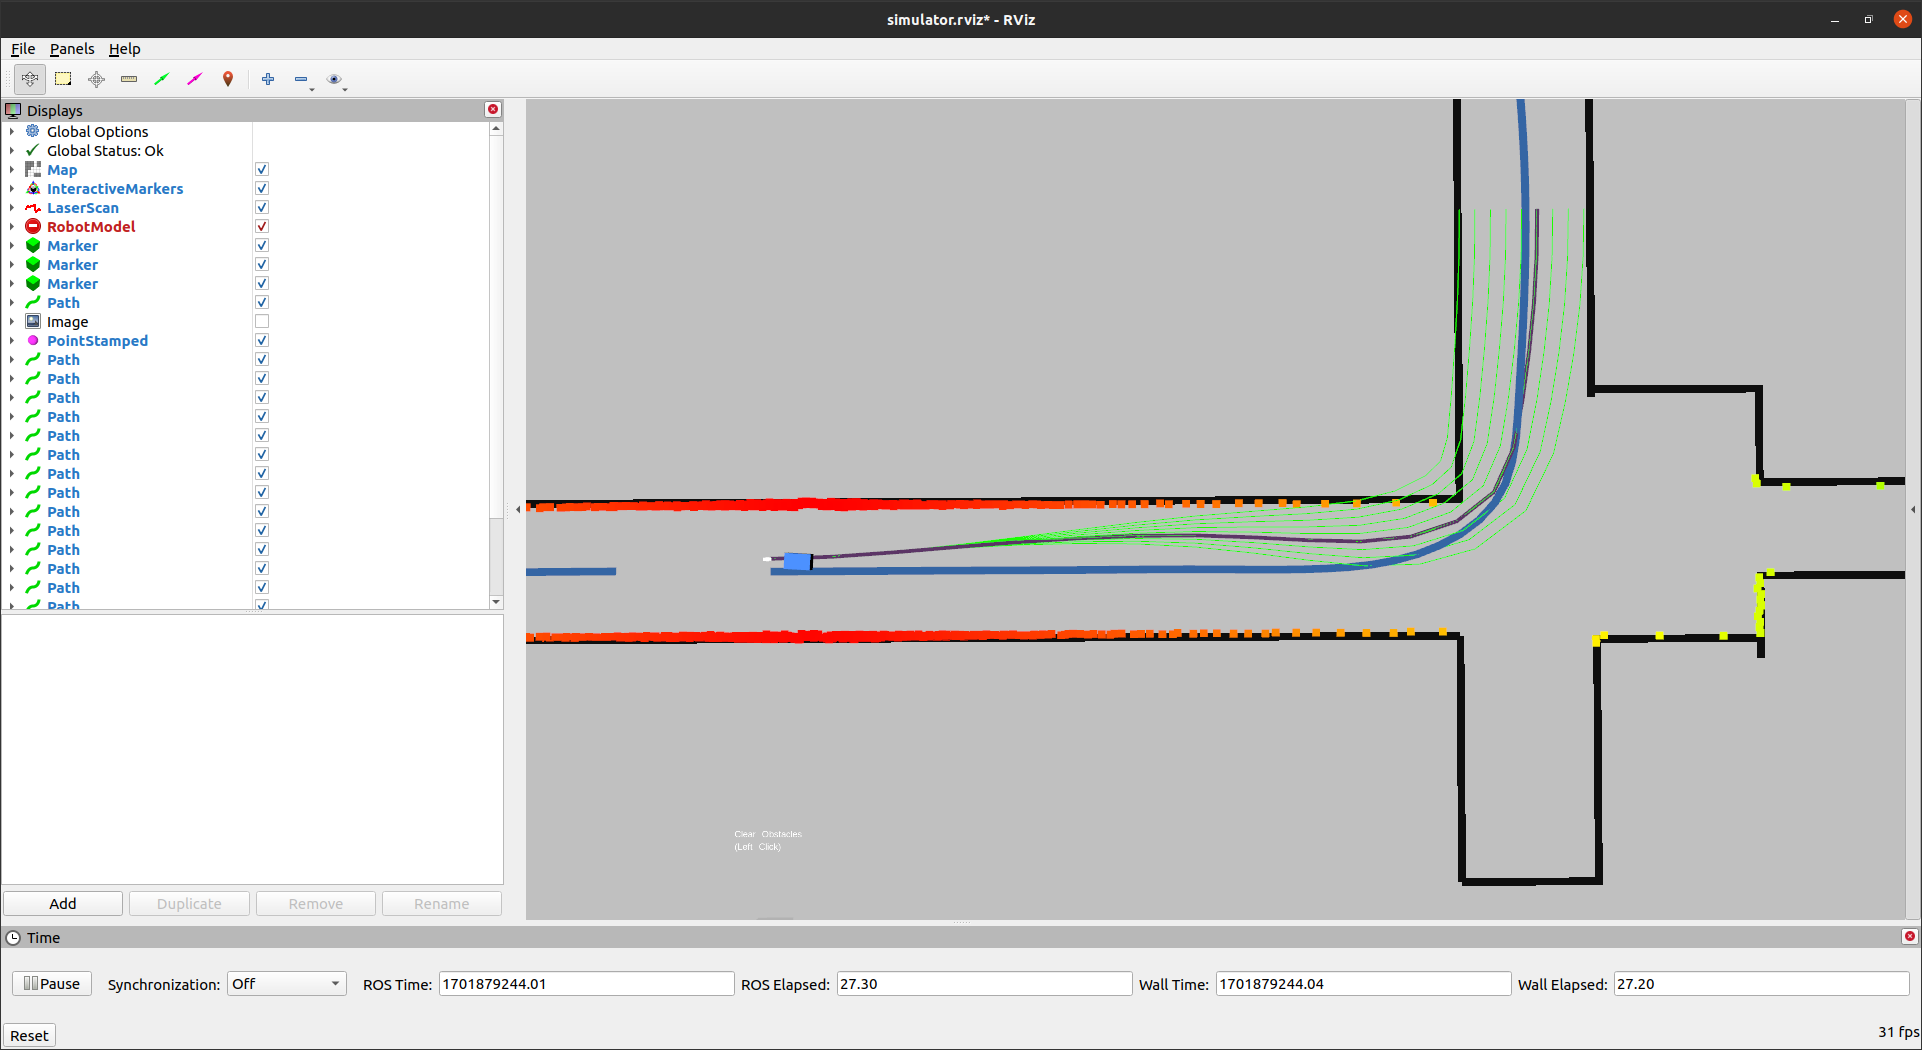 simulator.rviz* - RViz
File Panels Help
Displays
Global Options
Global Status: Ok
Map
InteractiveMarkers
LaserScan
RobotModel
Marker
Marker
Marker
Path
Image
PointStamped
Path
Path
Path
Path
Path
Path
Path
Path
Path
Path
Path
Path
Path
Path
Clear Obstacles
(Left Click)
Add Duplicate Remove Rename
Time
Pause Synchronization: Off ROS Time: 1701879244.01 ROS Elapsed: 27.30 Wall Time: 1701879244.04 Wall Elapsed: 27.20
Reset 31 fps